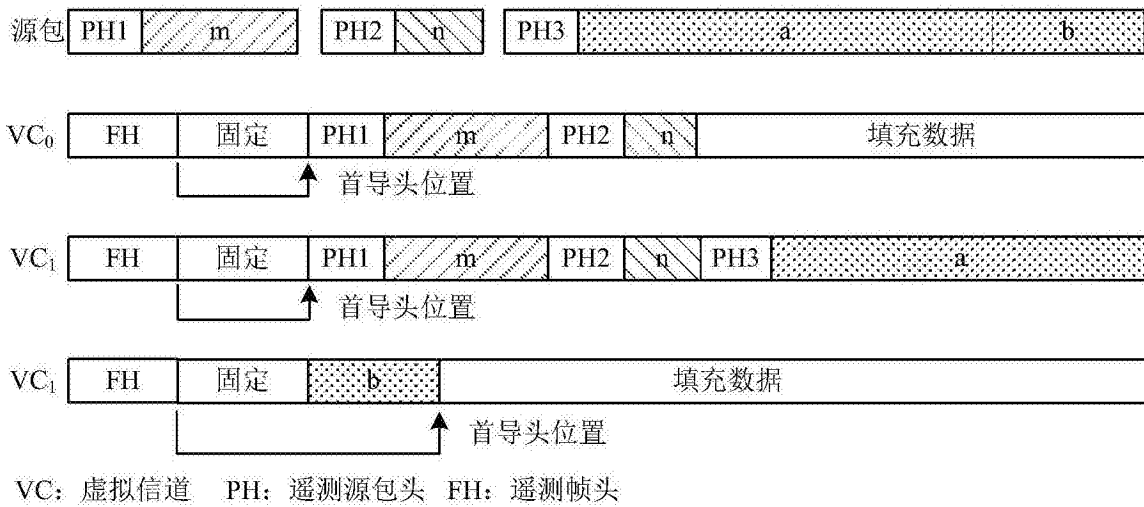 源包 PH1 m PH2 n PH3 a b
VC₀ FH 固定 PH1 m PH2 n 填充数据
首导头位置
VC₁ FH 固定 PH1 m PH2 n PH3 a
首导头位置
VC₁ FH 固定 b 填充数据
首导头位置
VC：虚拟信道 PH：遥测源包头 FH：遥测帧头